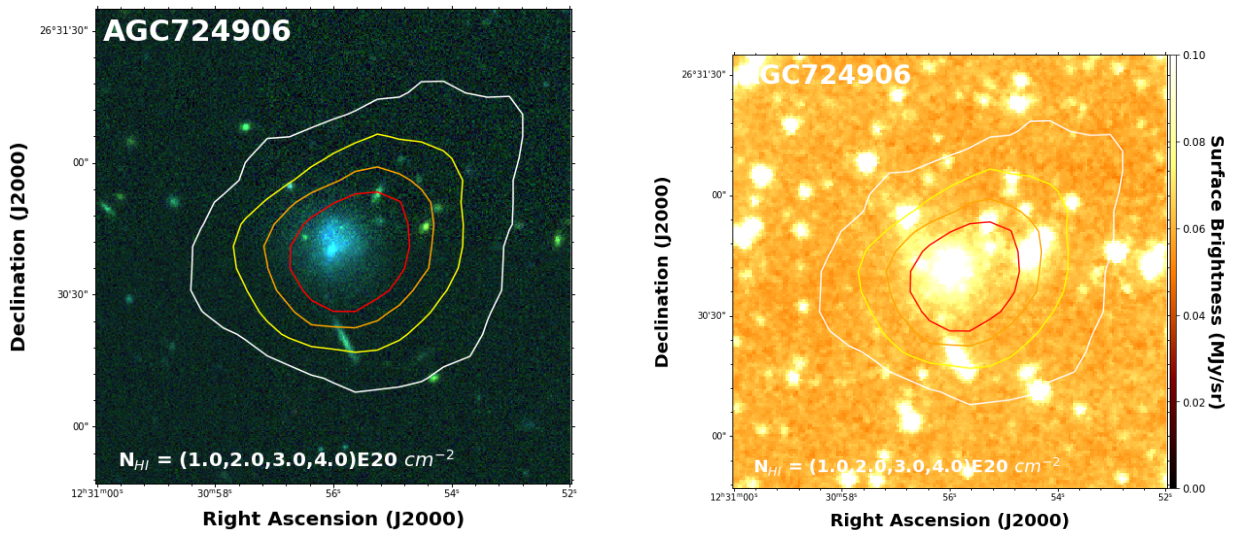 AGC724906
Declination (J2000)
26°31'30"
00"
30'30"
00"
N_HI = (1.0,2.0,3.0,4.0)E20 cm⁻²
12ʰ31ᵐ00ˢ 30ᵐ58ˢ 56ˢ 54ˢ 52ˢ
Right Ascension (J2000)
AGC724906
Declination (J2000)
26°31'30"
00"
30'30"
00"
N_HI = (1.0,2.0,3.0,4.0)E20 cm⁻²
12ʰ31ᵐ00ˢ 30ᵐ58ˢ 56ˢ 54ˢ 52ˢ
Right Ascension (J2000)
0.10
0.08
0.06
0.04
0.02
0.00
Surface Brightness (MJy/sr)